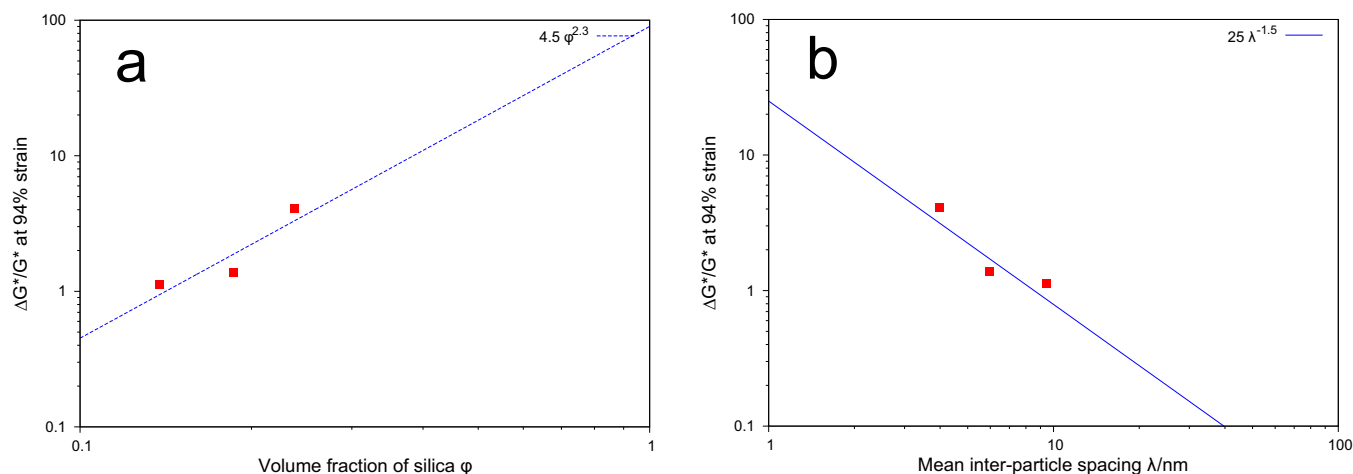 a
4.5 φ^2.3
100
10
1
0.1
ΔG*/G* at 94% strain
0.1
1
Volume fraction of silica φ
b
25 λ^-1.5
100
10
1
0.1
ΔG*/G* at 94% strain
1
10
100
Mean inter-particle spacing λ/nm